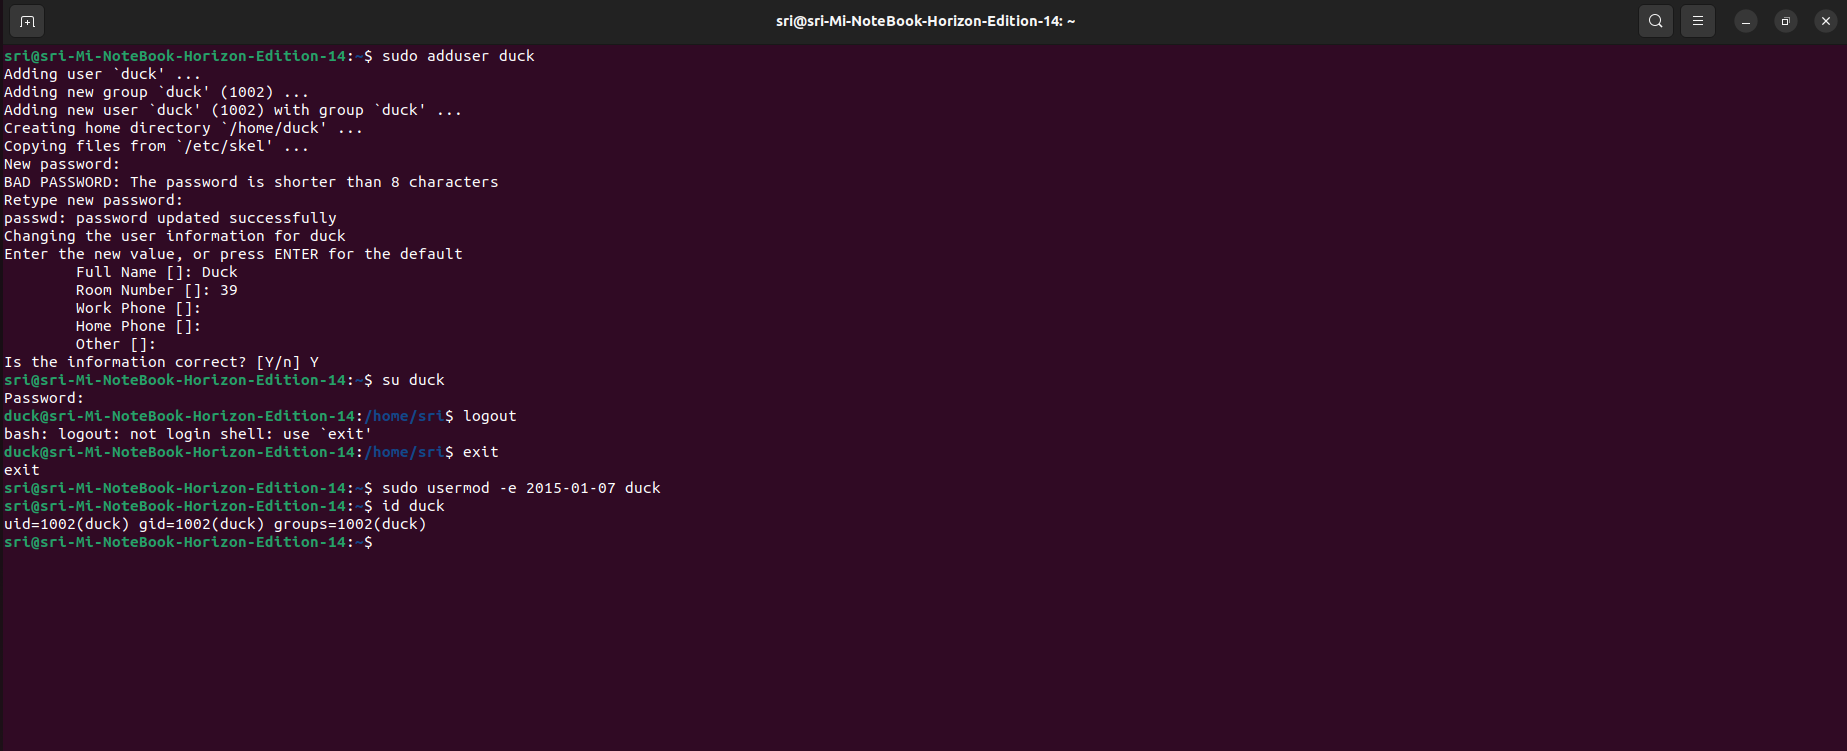 sri@sri-Mi-NoteBook-Horizon-Edition-14: ~
sri@sri-Mi-NoteBook-Horizon-Edition-14:~$ sudo adduser duck
Adding user `duck' ...
Adding new group `duck' (1002) ...
Adding new user `duck' (1002) with group `duck' ...
Creating home directory `/home/duck' ...
Copying files from `/etc/skel' ...
New password:
BAD PASSWORD: The password is shorter than 8 characters
Retype new password:
passwd: password updated successfully
Changing the user information for duck
Enter the new value, or press ENTER for the default
        Full Name []: Duck
        Room Number []: 39
        Work Phone []:
        Home Phone []:
        Other []:
Is the information correct? [Y/n] Y
sri@sri-Mi-NoteBook-Horizon-Edition-14:~$ su duck
Password:
duck@sri-Mi-NoteBook-Horizon-Edition-14:/home/sri$ logout
bash: logout: not login shell: use `exit'
duck@sri-Mi-NoteBook-Horizon-Edition-14:/home/sri$ exit
exit
sri@sri-Mi-NoteBook-Horizon-Edition-14:~$ sudo usermod -e 2015-01-07 duck
sri@sri-Mi-NoteBook-Horizon-Edition-14:~$ id duck
uid=1002(duck) gid=1002(duck) groups=1002(duck)
sri@sri-Mi-NoteBook-Horizon-Edition-14:~$